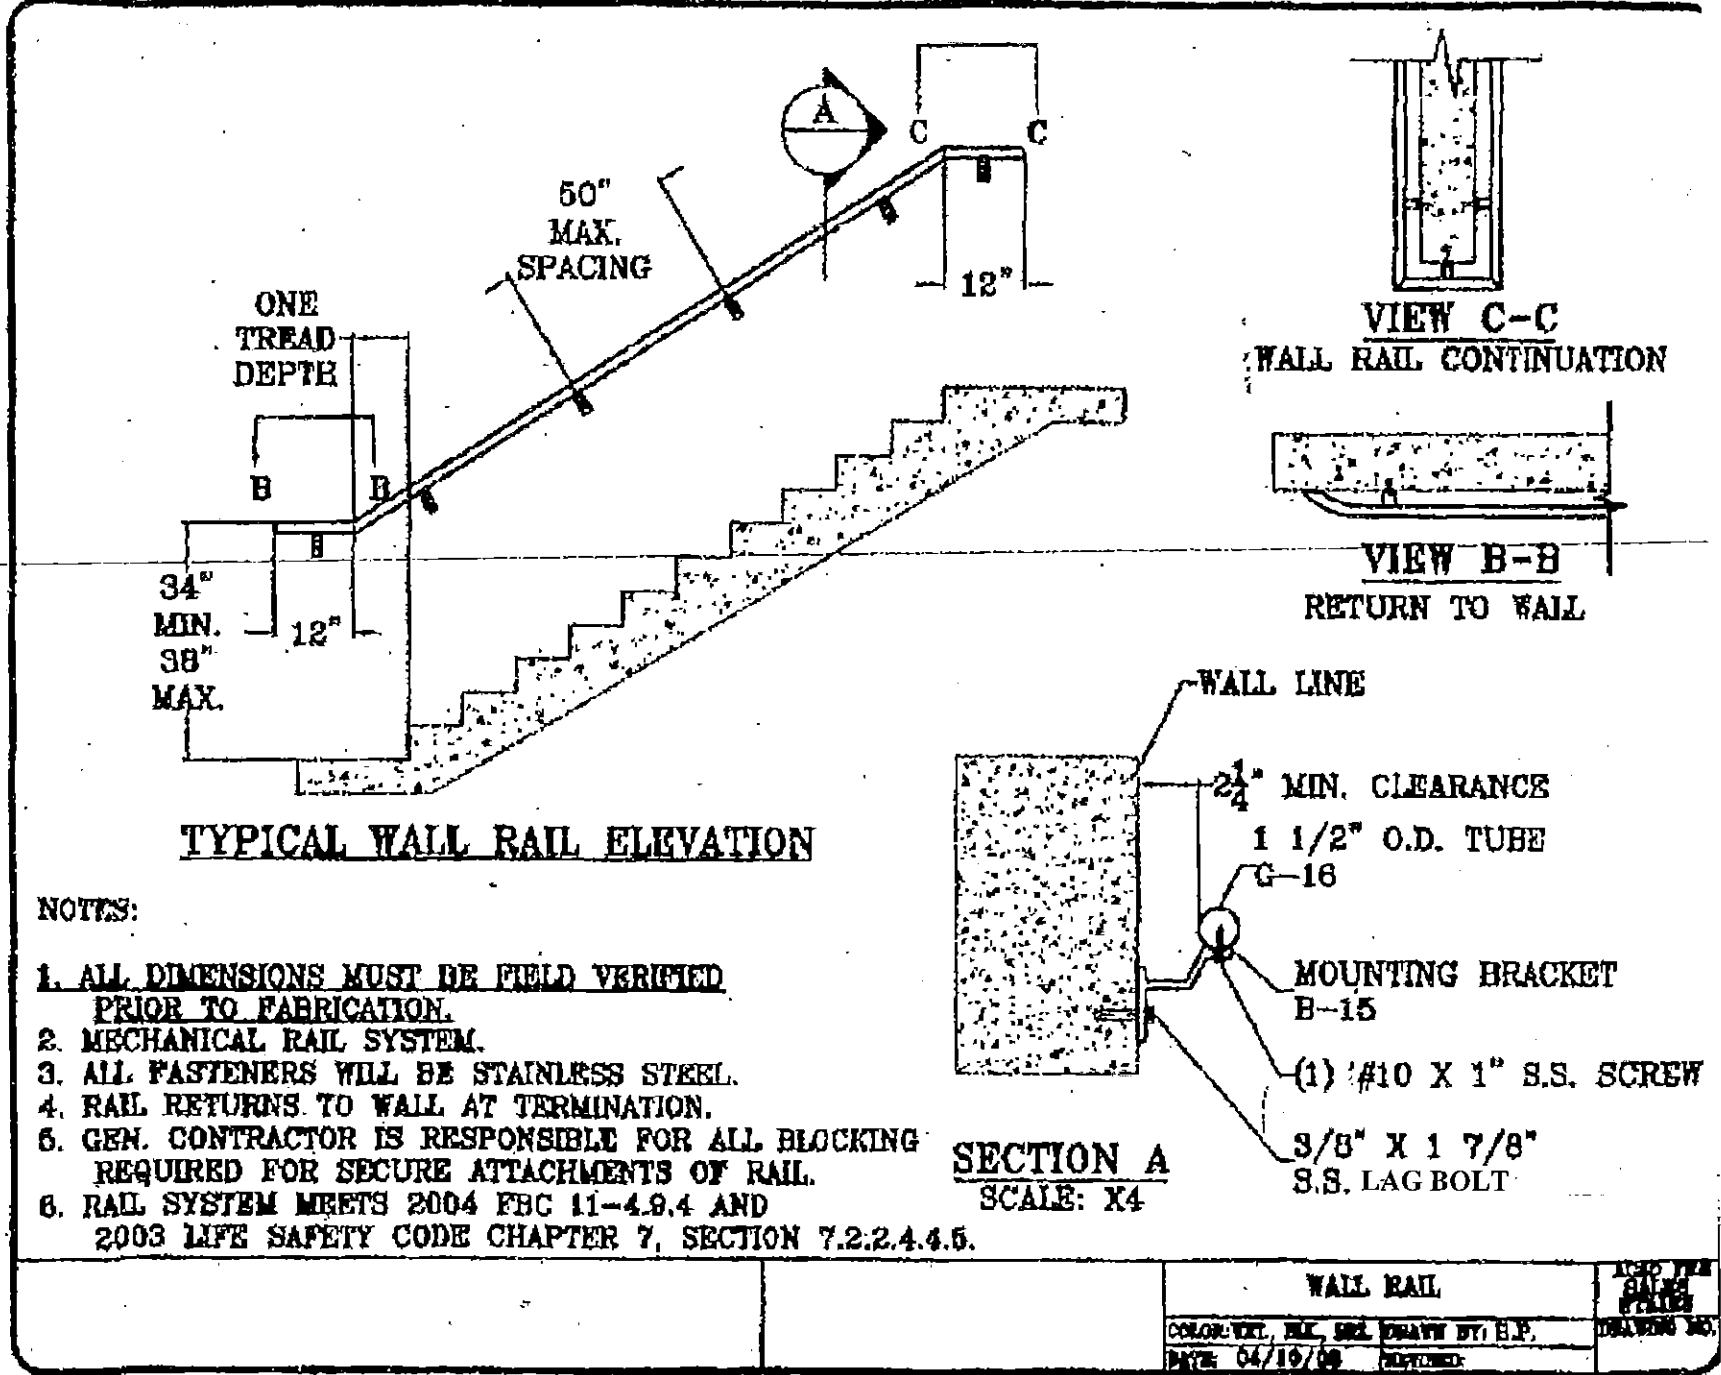 A
C C
50"
MAX.
SPACING
12"
ONE
TREAD
DEPTH
B B
34"
MIN.
38"
MAX.
12"
TYPICAL WALL RAIL ELEVATION
VIEW C-C
WALL RAIL CONTINUATION
VIEW B-B
RETURN TO WALL
WALL LINE
2 1/4" MIN. CLEARANCE
1 1/2" O.D. TUBE
G-16
MOUNTING BRACKET
B-15
(1) #10 X 1" S.S. SCREW
3/8" X 1 7/8"
S.S. LAG BOLT
SECTION A
SCALE: X4
NOTES:
1. ALL DIMENSIONS MUST BE FIELD VERIFIED
PRIOR TO FABRICATION.
2. MECHANICAL RAIL SYSTEM.
3. ALL FASTENERS WILL BE STAINLESS STEEL.
4. RAIL RETURNS TO WALL AT TERMINATION.
5. GEN. CONTRACTOR IS RESPONSIBLE FOR ALL BLOCKING
REQUIRED FOR SECURE ATTACHMENTS OF RAIL.
6. RAIL SYSTEM MEETS 2004 FBC 11-4.9.4 AND
2003 LIFE SAFETY CODE CHAPTER 7, SECTION 7.2.2.4.4.5.
WALL RAIL
COLOR:
DRAWN BY:
DATE:
DRAWING NO.